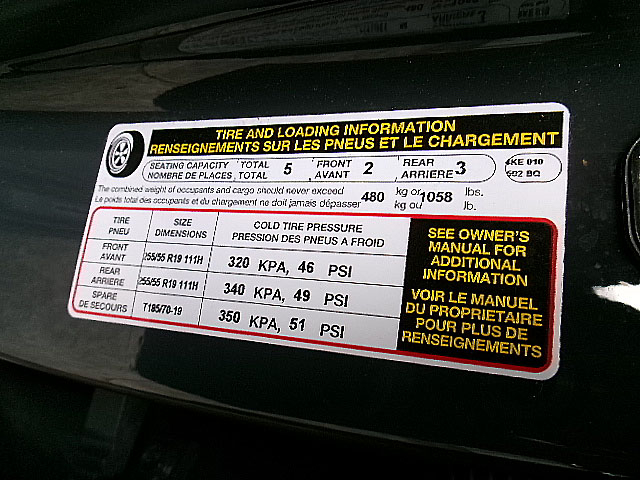 TIRE AND LOADING INFORMATION
RENSEIGNEMENTS SUR LES PNEUS ET LE CHARGEMENT
SEATING CAPACITY TOTAL 5 FRONT 2 REAR 3
NOMBRE DE PLACES TOTAL AVANT ARRIERE
4KE 010
502 BQ
The combined weight of occupants and cargo should never exceed 480 kg or 1058 lbs.
Le poids total des occupants et du chargement ne doit jamais dépasser kg ou lb.
TIRE SIZE COLD TIRE PRESSURE
PNEU DIMENSIONS PRESSION DES PNEUS A FROID
FRONT
AVANT 255/55 R19 111H 320 KPA, 46 PSI
REAR
ARRIERE 255/55 R19 111H 340 KPA, 49 PSI
SPARE
DE SECOURS T185/70-19 350 KPA, 51 PSI
SEE OWNER'S
MANUAL FOR
ADDITIONAL
INFORMATION
VOIR LE MANUEL
DU PROPRIETAIRE
POUR PLUS DE
RENSEIGNEMENTS